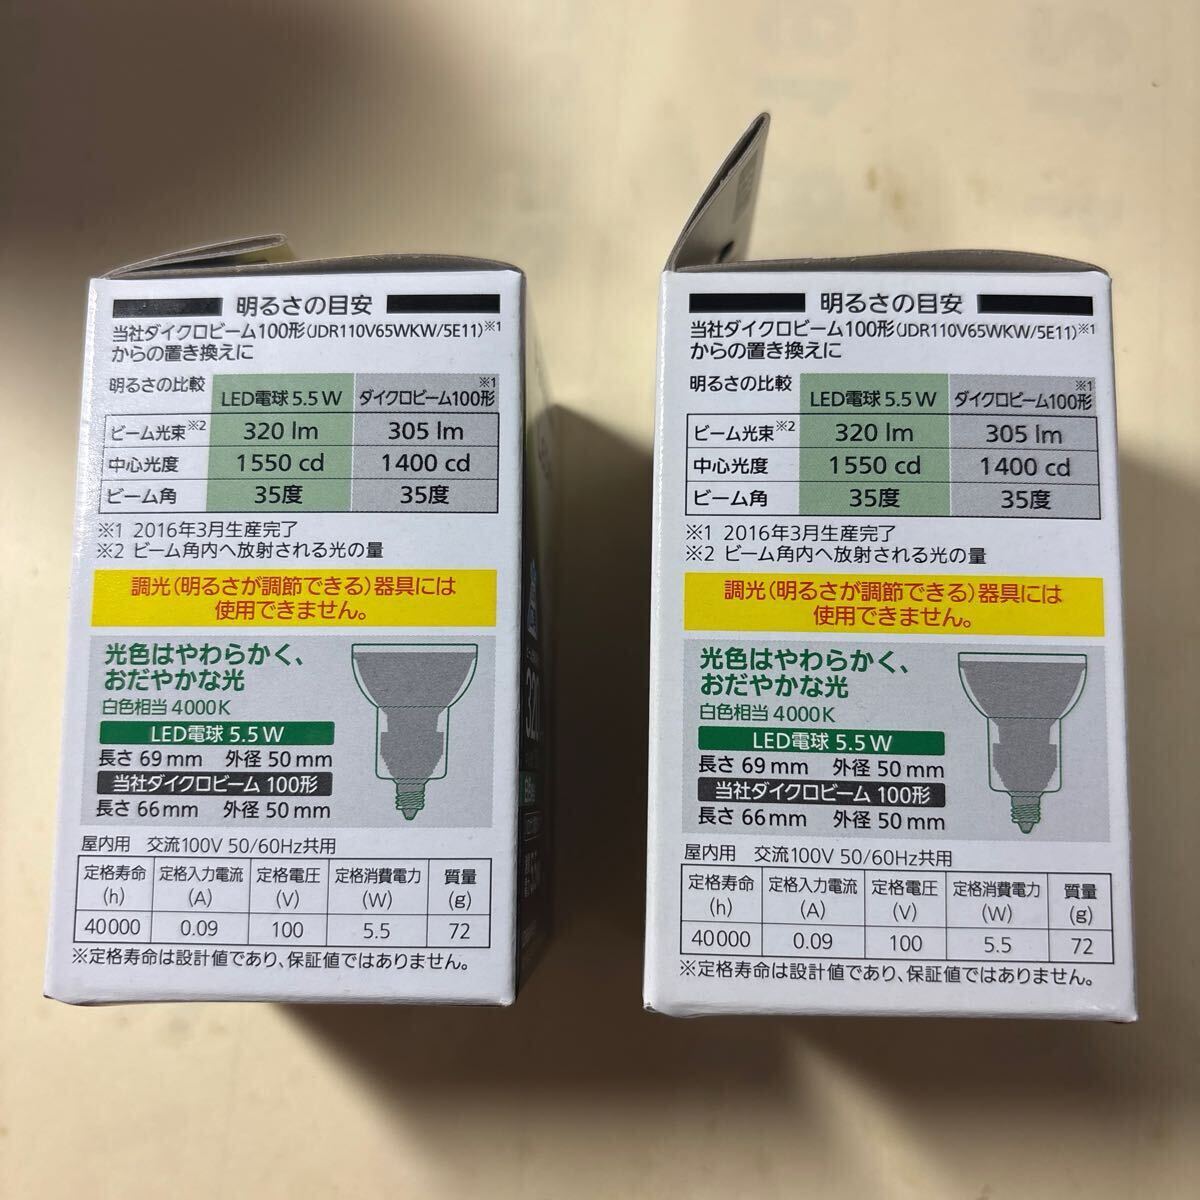 明るさの目安
当社ダイクロビーム100形(JDR110V65WKW/5E11)※1
からの置き換えに
明るさの比較 LED電球 5.5W ダイクロビーム100形※1
ビーム光束※2 320 lm 305 lm
中心光度 1550 cd 1400 cd
ビーム角 35度 35度
※1 2016年3月生産完了
※2 ビーム角内へ放射される光の量
調光(明るさが調節できる)器具には
使用できません。
光色はやわらかく、
おだやかな光
白色相当 4000K
LED電球 5.5W
長さ 69mm 外径 50mm
当社ダイクロビーム 100形
長さ 66mm 外径 50mm
屋内用 交流100V 50/60Hz共用
定格寿命(h) 定格入力電流(A) 定格電圧(V) 定格消費電力(W) 質量(g)
40000 0.09 100 5.5 72
※定格寿命は設計値であり、保証値ではありません。
明るさの目安
当社ダイクロビーム100形(JDR110V65WKW/5E11)※1
からの置き換えに
明るさの比較 LED電球 5.5W ダイクロビーム100形※1
ビーム光束※2 320 lm 305 lm
中心光度 1550 cd 1400 cd
ビーム角 35度 35度
※1 2016年3月生産完了
※2 ビーム角内へ放射される光の量
調光(明るさが調節できる)器具には
使用できません。
光色はやわらかく、
おだやかな光
白色相当 4000K
LED電球 5.5W
長さ 69mm 外径 50mm
当社ダイクロビーム 100形
長さ 66mm 外径 50mm
屋内用 交流100V 50/60Hz共用
定格寿命(h) 定格入力電流(A) 定格電圧(V) 定格消費電力(W) 質量(g)
40000 0.09 100 5.5 72
※定格寿命は設計値であり、保証値ではありません。